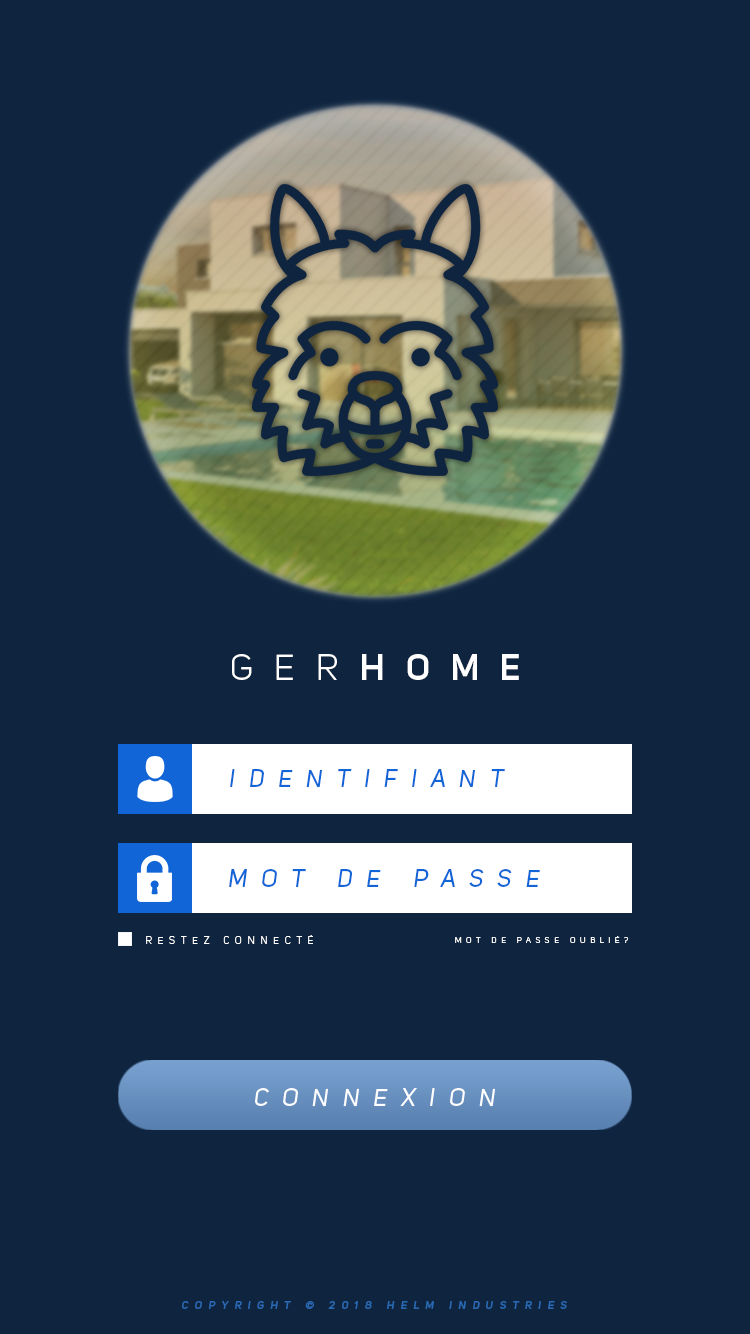 GERHOME
IDENTIFIANT
MOT DE PASSE
RESTEZ CONNECTÉ
MOT DE PASSE OUBLIÉ?
CONNEXION
COPYRIGHT © 2018 HELM INDUSTRIES